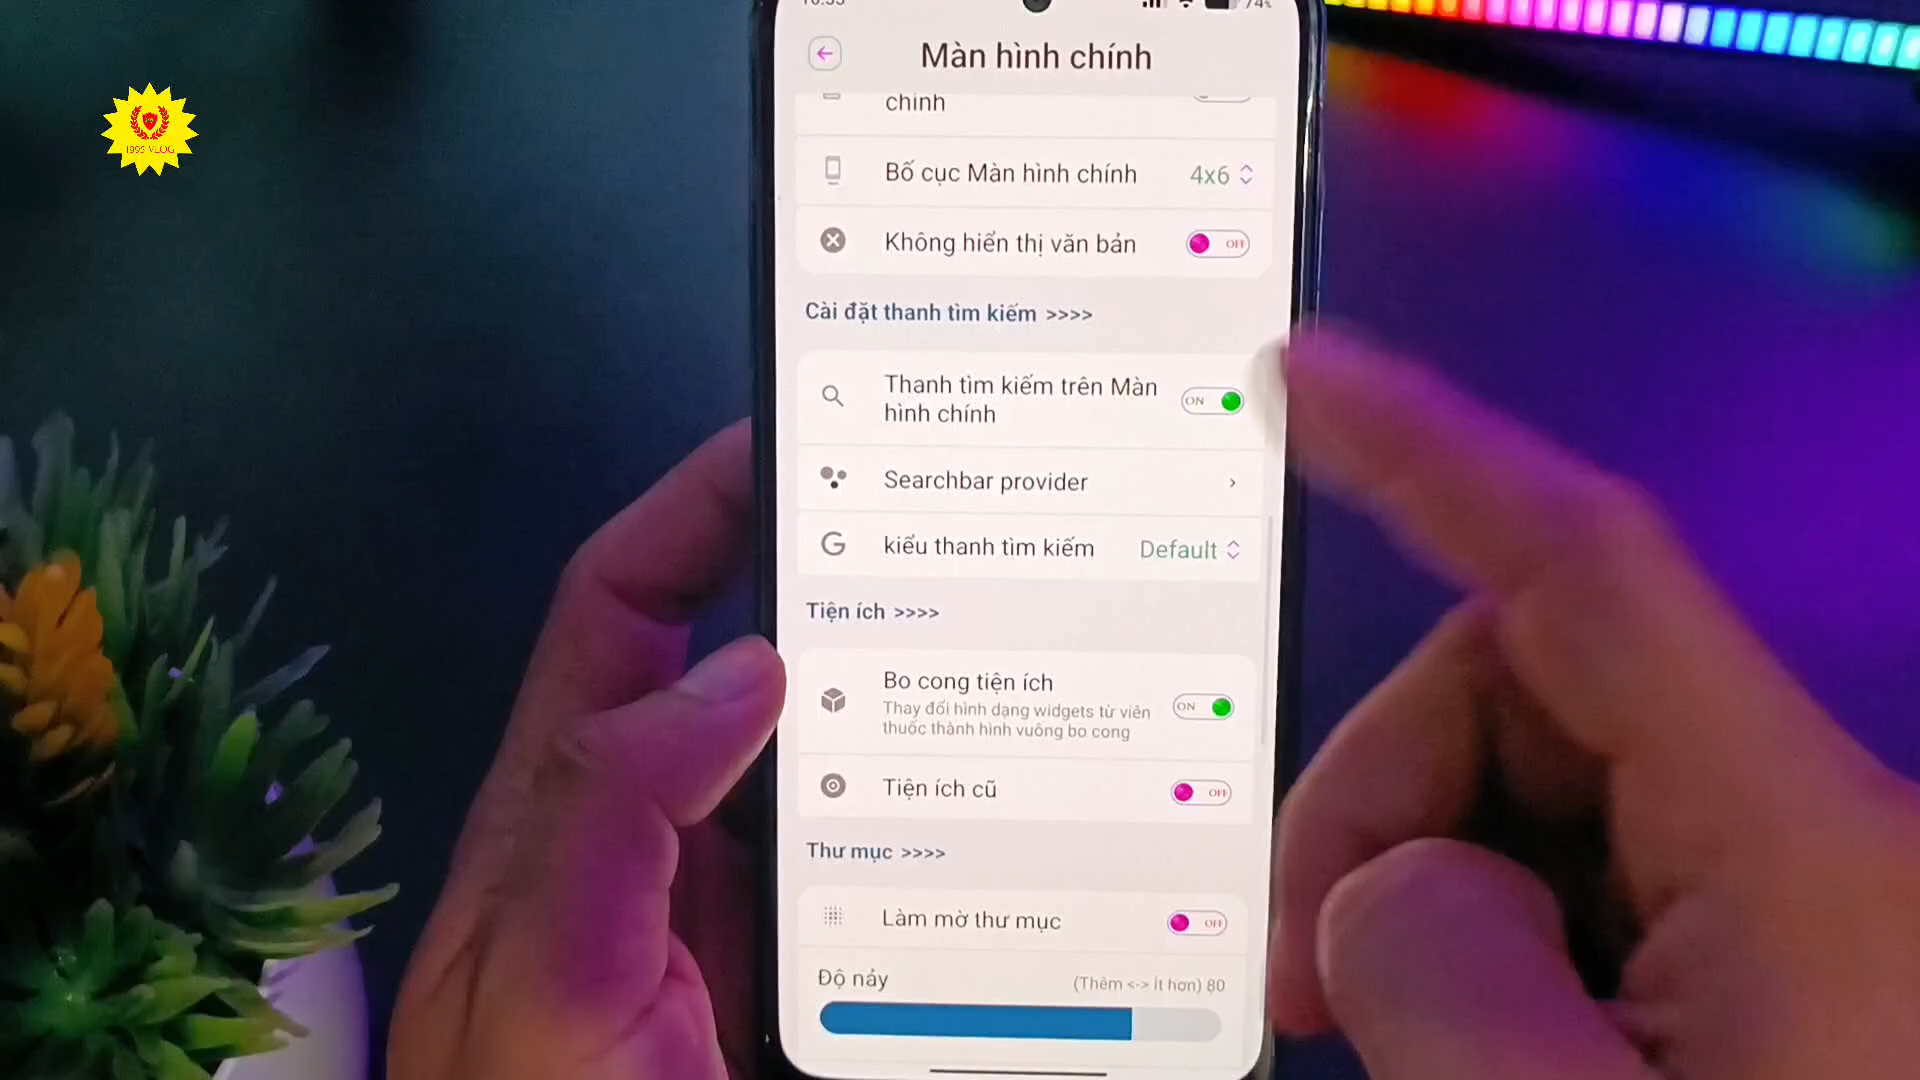 74%
Màn hình chính
chính
Bố cục Màn hình chính
4x6
Không hiển thị văn bản
OFF
Cài đặt thanh tìm kiếm >>>>
Thanh tìm kiếm trên Màn
hình chính
ON
Searchbar provider
kiểu thanh tìm kiếm
Default
Tiện ích >>>>
Bo cong tiện ích
Thay đổi hình dạng widgets từ viên
thuốc thành hình vuông bo cong
ON
Tiện ích cũ
OFF
Thư mục >>>>
Làm mờ thư mục
OFF
Độ nảy
(Thêm <-> Ít hơn) 80
1995 VLOG